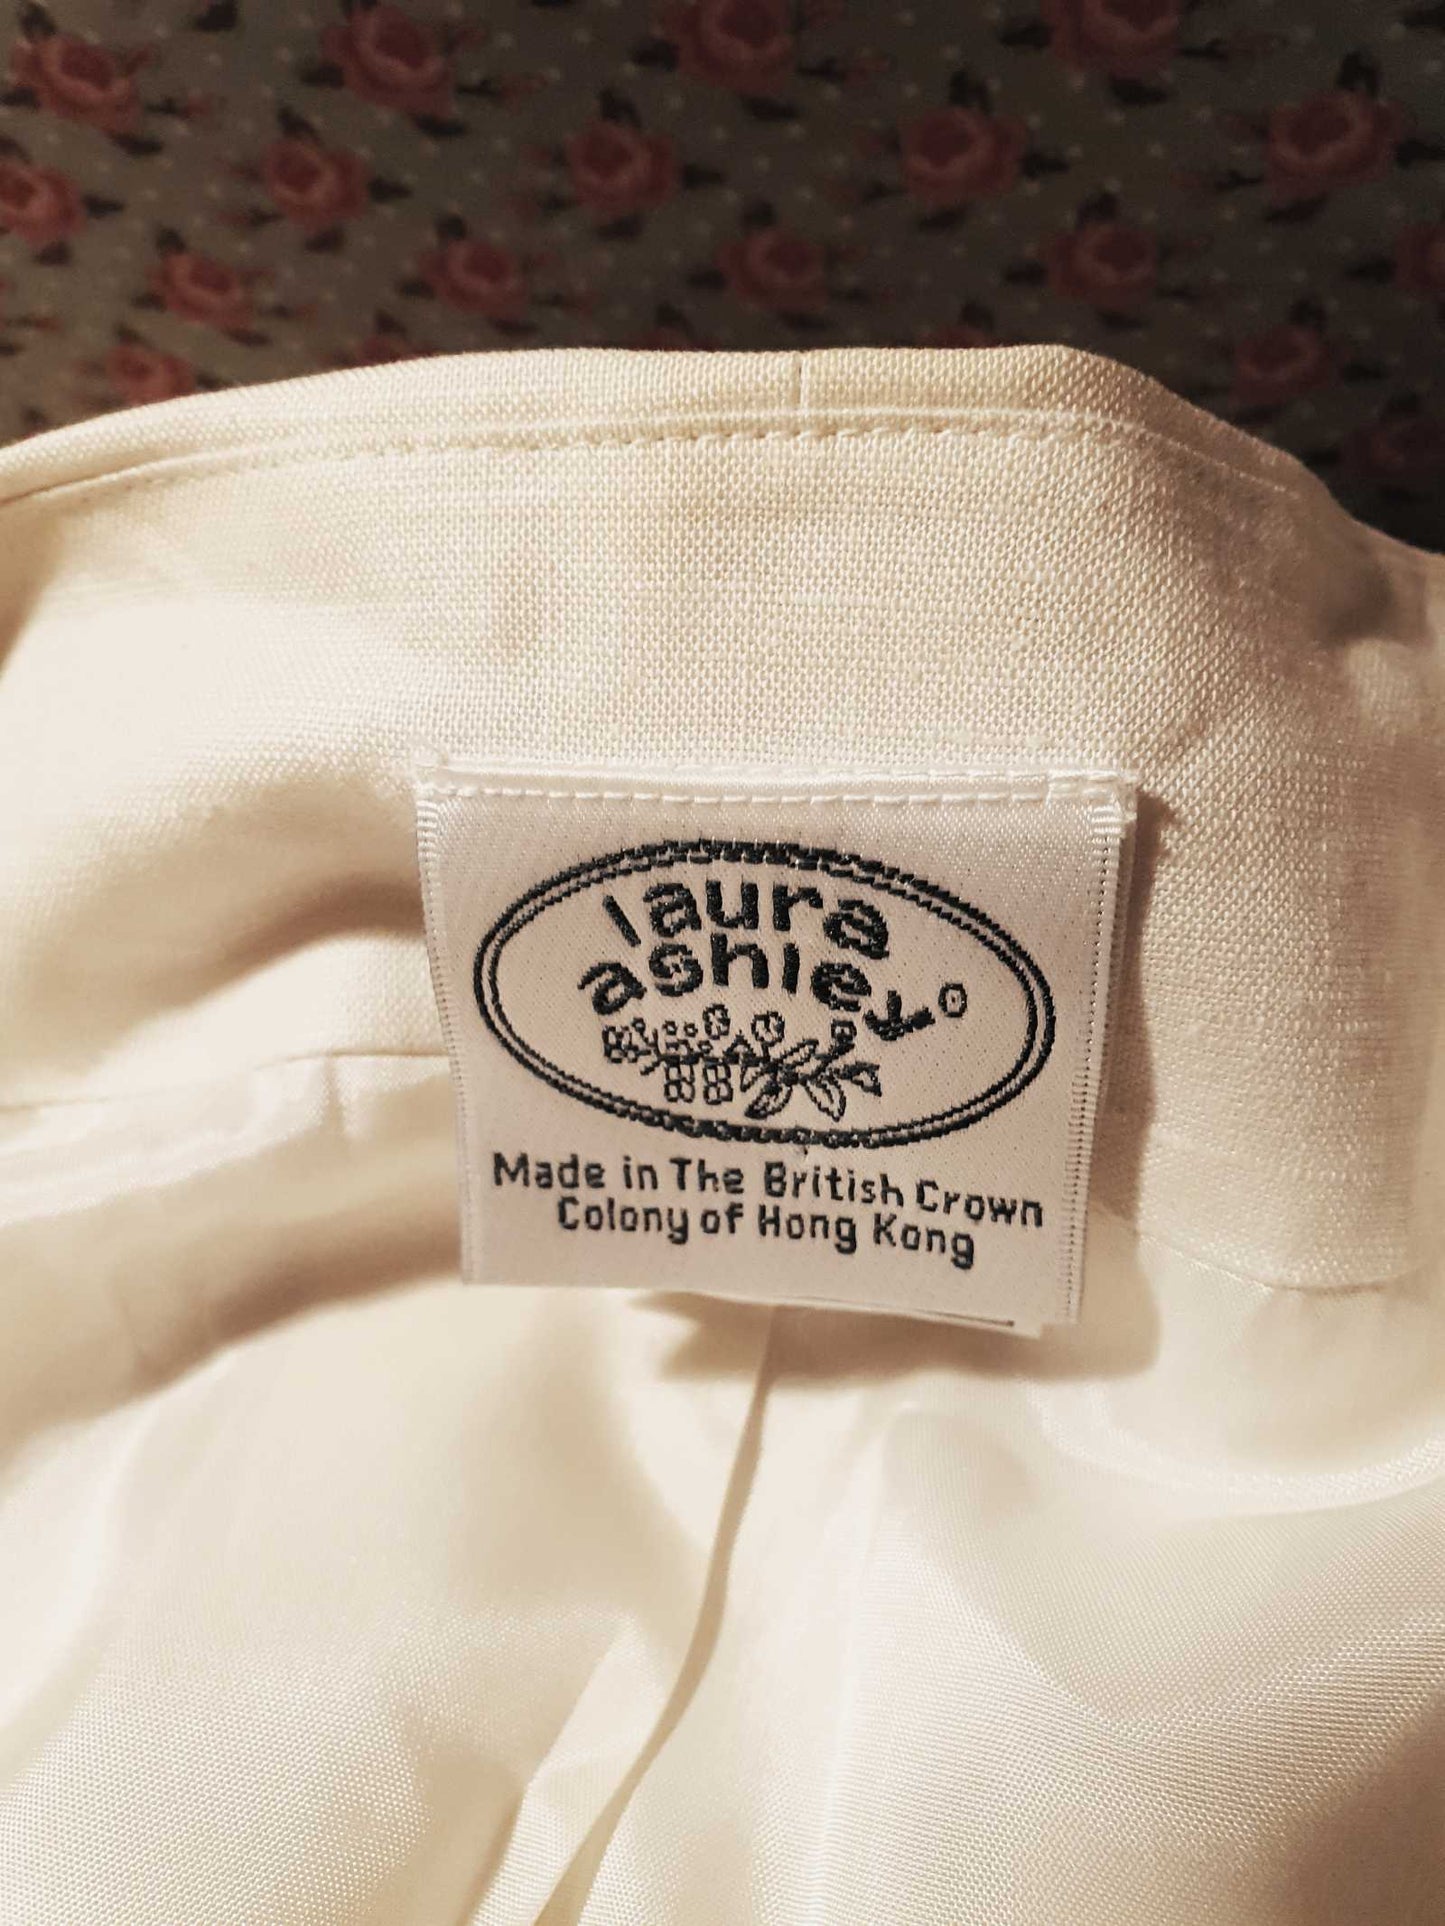 laura
ashley®
Made in The British Crown
Colony of Hong Kong